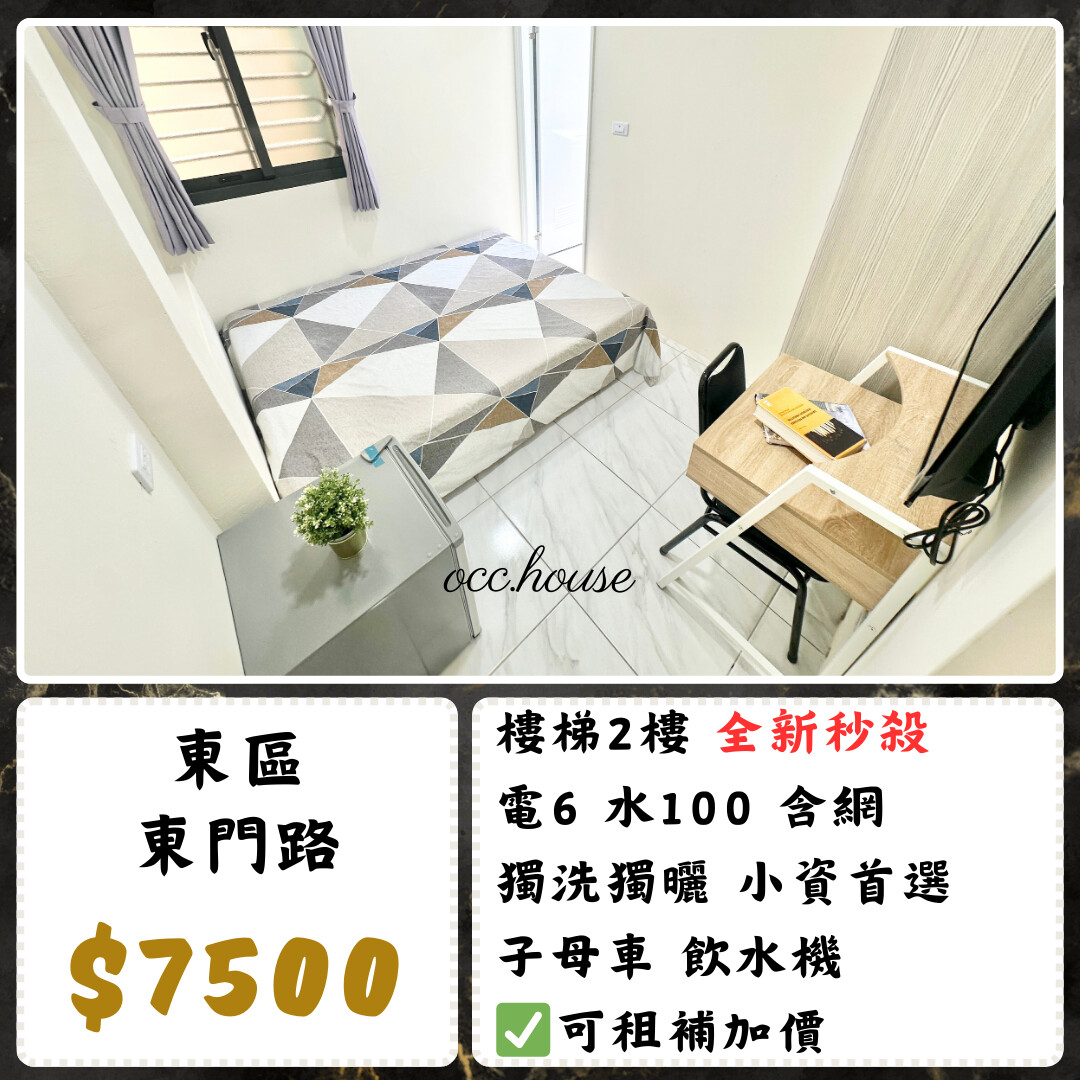 occ.house
東區
東門路
$7500
樓梯2樓 全新秒殺
電6 水100 含網
獨洗獨曬 小資首選
子母車 飲水機
✅可租補加價